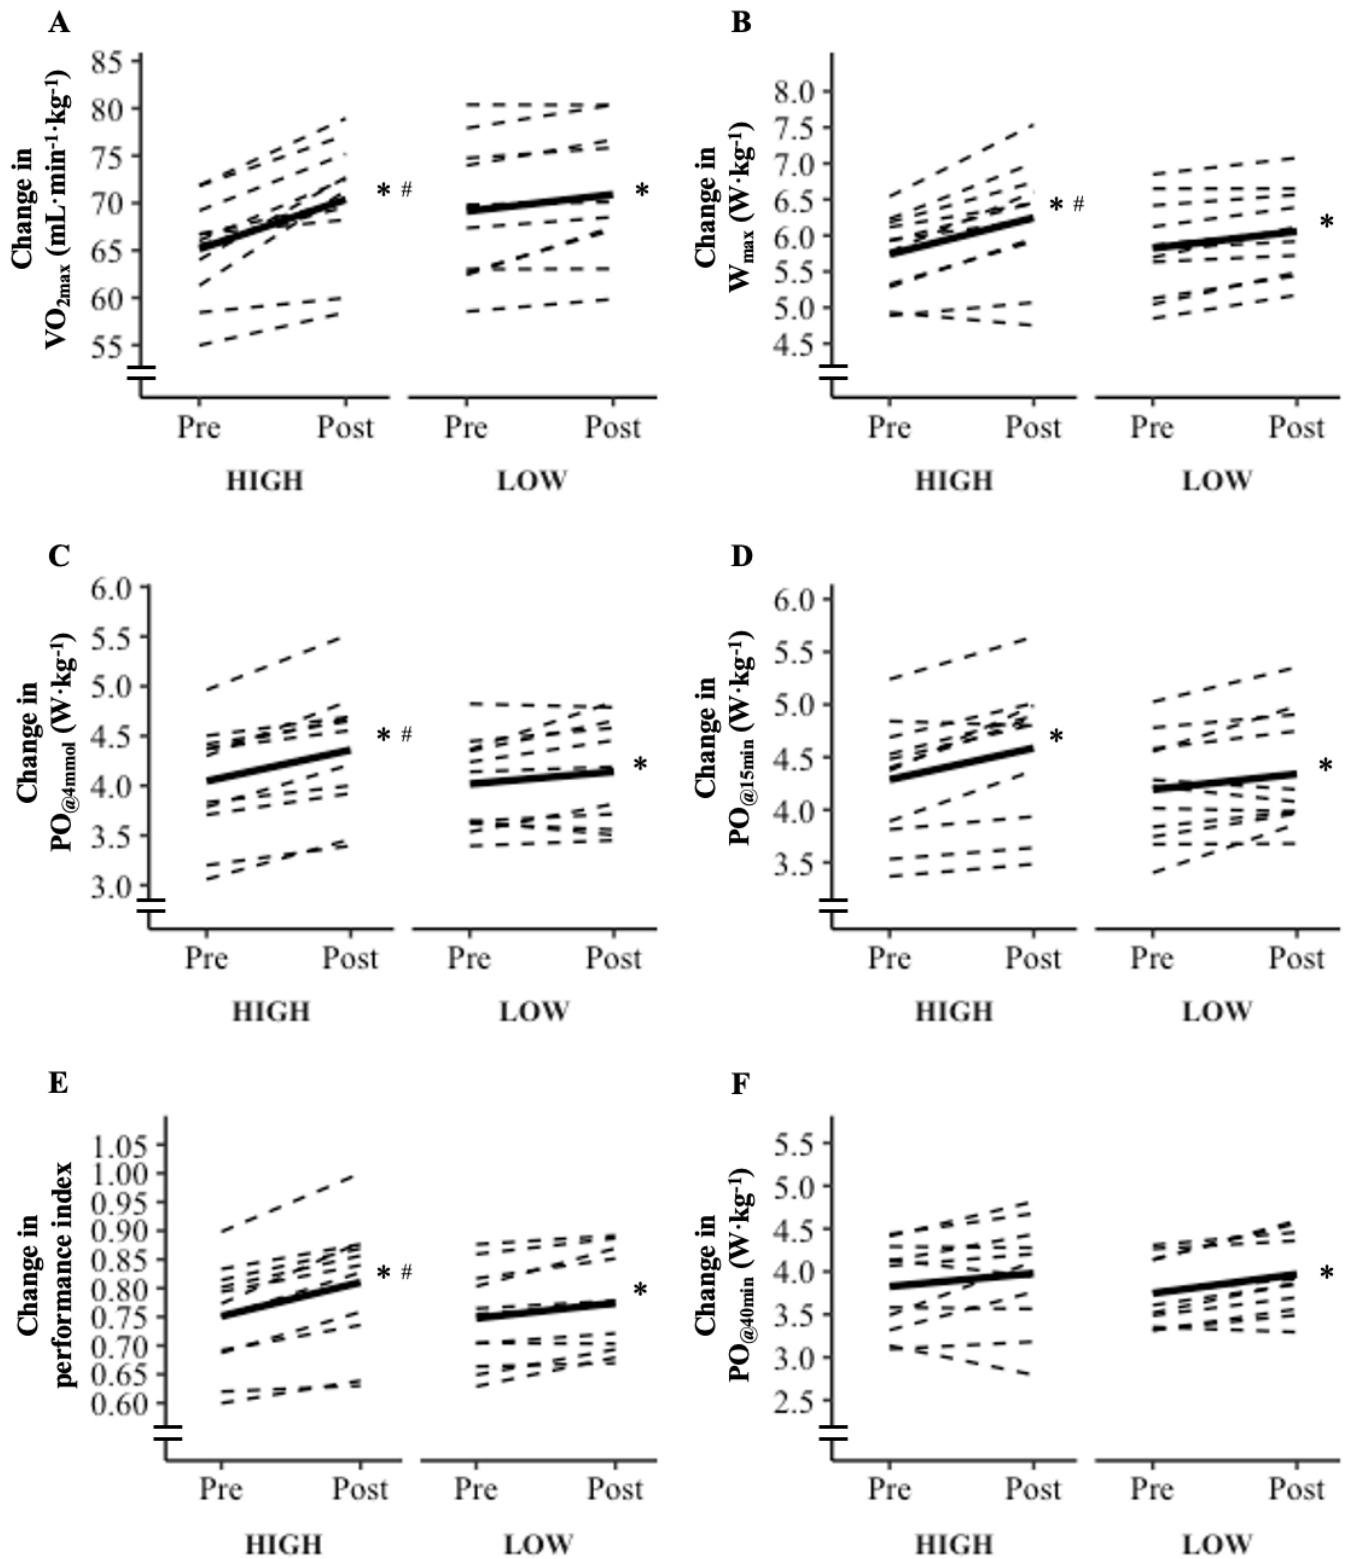 A
Change in
VO2max (mL·min-1·kg-1)
85
80
75
70
65
60
55
* #
*
Pre Post Pre Post
HIGH LOW
B
Change in
Wmax (W·kg-1)
8.0
7.5
7.0
6.5
6.0
5.5
5.0
4.5
* #
*
Pre Post Pre Post
HIGH LOW
C
Change in
PO@4mmol (W·kg-1)
6.0
5.5
5.0
4.5
4.0
3.5
3.0
* #
*
Pre Post Pre Post
HIGH LOW
D
Change in
PO@15min (W·kg-1)
6.0
5.5
5.0
4.5
4.0
3.5
*
*
Pre Post Pre Post
HIGH LOW
E
Change in
performance index
1.05
1.00
0.95
0.90
0.85
0.80
0.75
0.70
0.65
0.60
* #
*
Pre Post Pre Post
HIGH LOW
F
Change in
PO@40min (W·kg-1)
5.5
5.0
4.5
4.0
3.5
3.0
2.5
*
Pre Post Pre Post
HIGH LOW